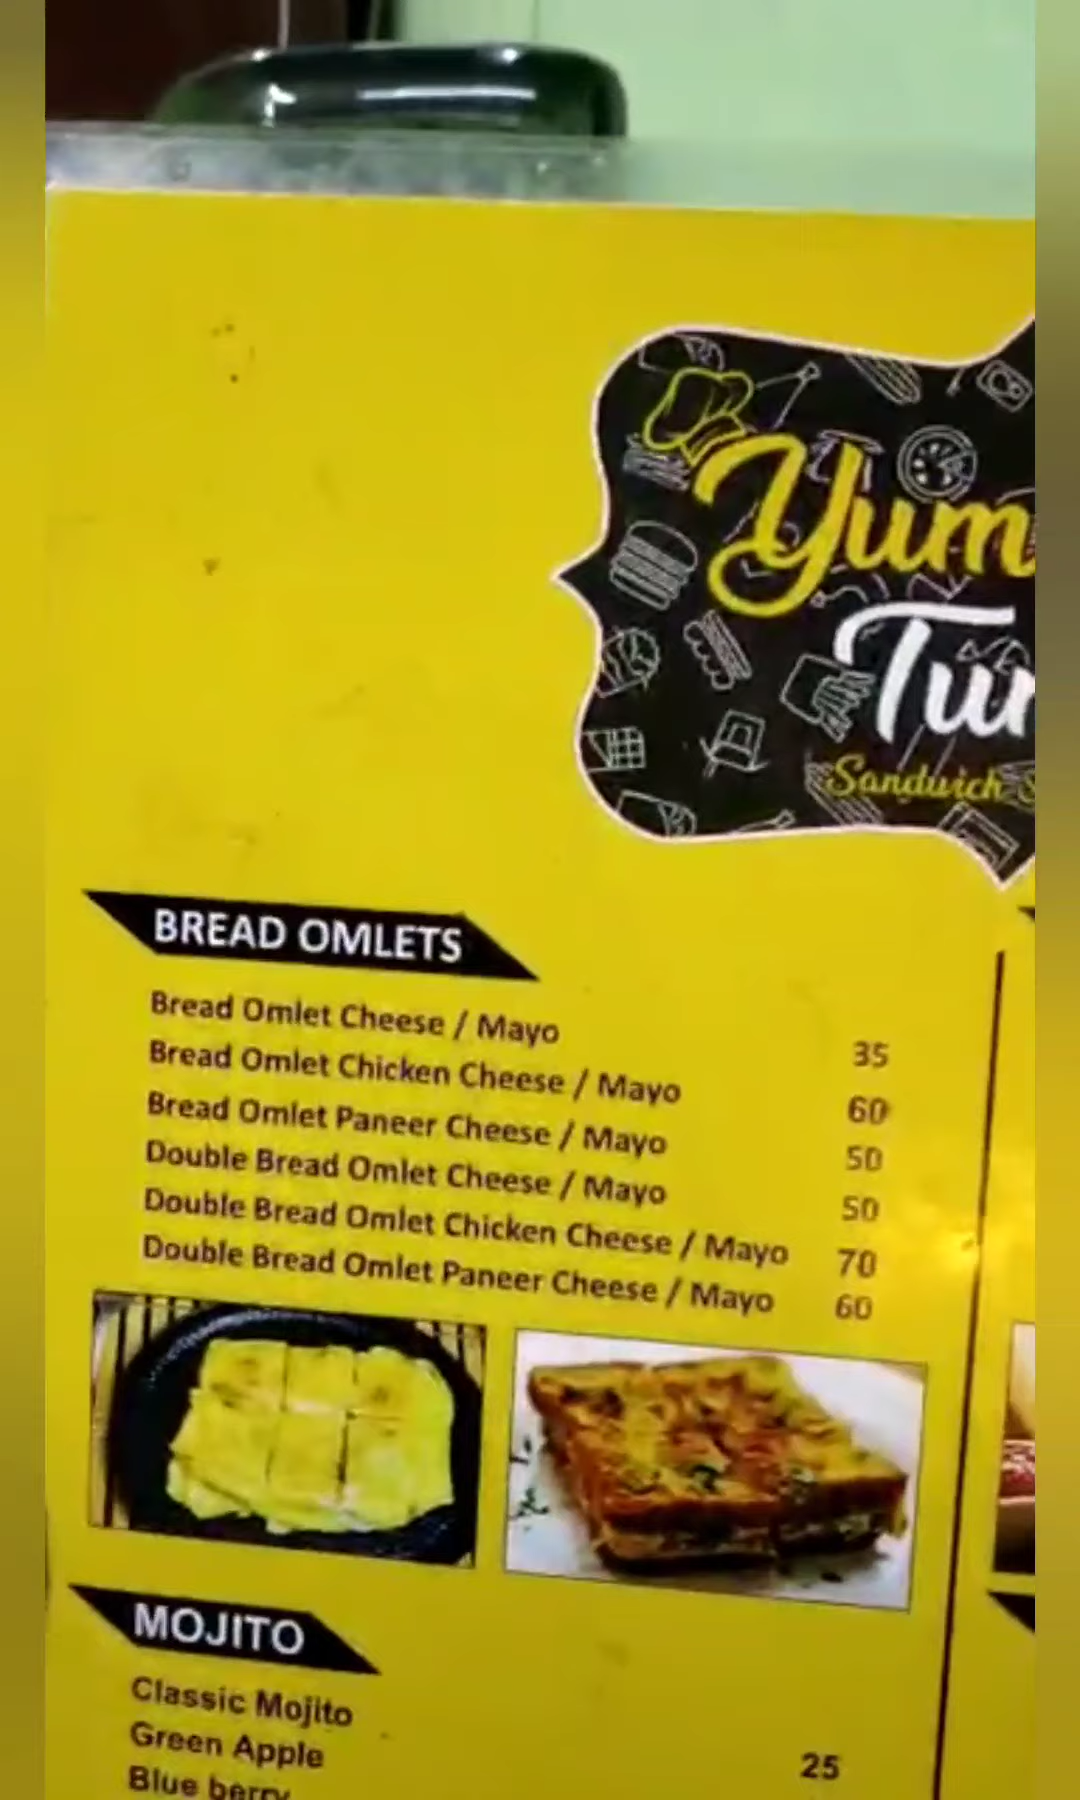 Yum
Sandwich
BREAD OMLETS
Bread Omlet Cheese / Mayo 35
Bread Omlet Chicken Cheese / Mayo 60
Bread Omlet Paneer Cheese / Mayo 50
Double Bread Omlet Cheese / Mayo 50
Double Bread Omlet Chicken Cheese / Mayo 70
Double Bread Omlet Paneer Cheese / Mayo 60
MOJITO
Classic Mojito 25
Green Apple
Blue berry